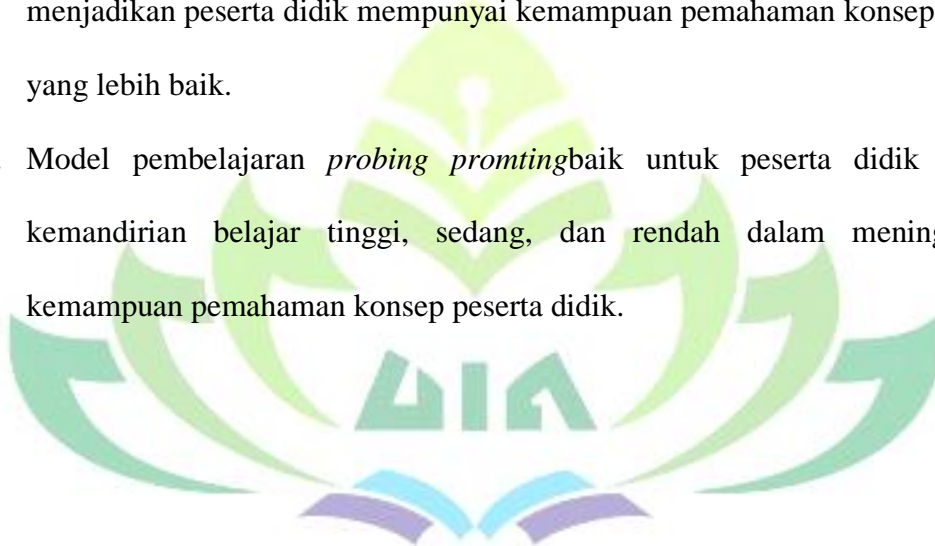 menjadikan peserta didik mempunyai kemampuan pemahaman konsep
yang lebih baik.
Model pembelajaran probing promtingbaik untuk peserta didik
kemandirian belajar tinggi, sedang, dan rendah dalam mening
kemampuan pemahaman konsep peserta didik.
UIN